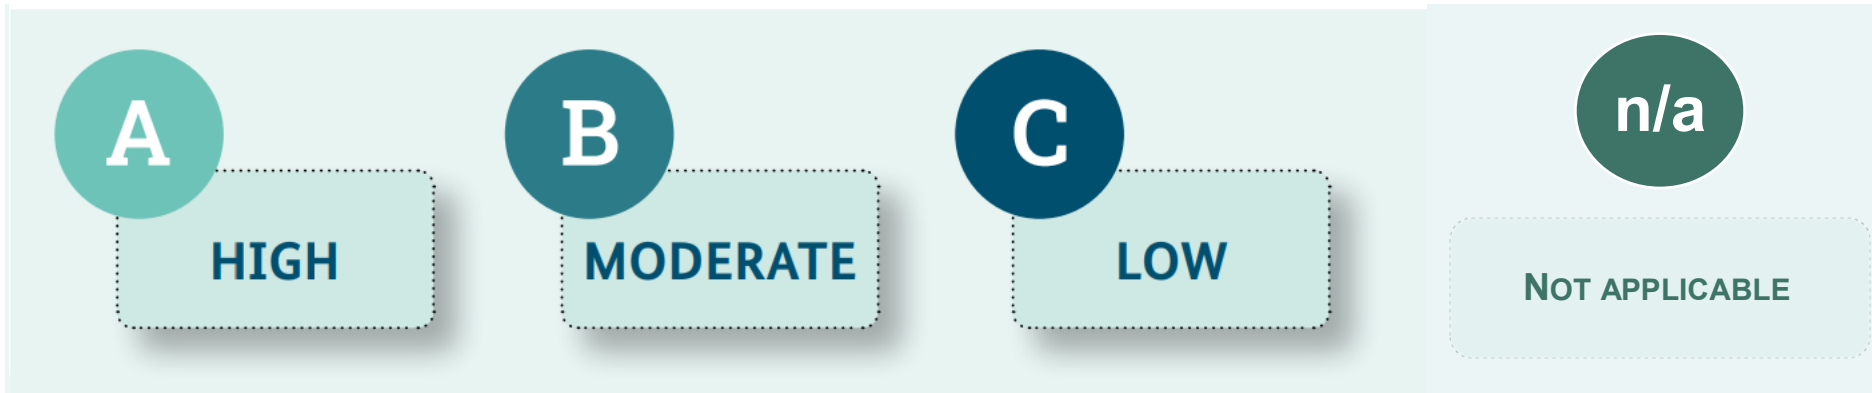 A
HIGH
B
MODERATE
C
LOW
n/a
NOT APPLICABLE